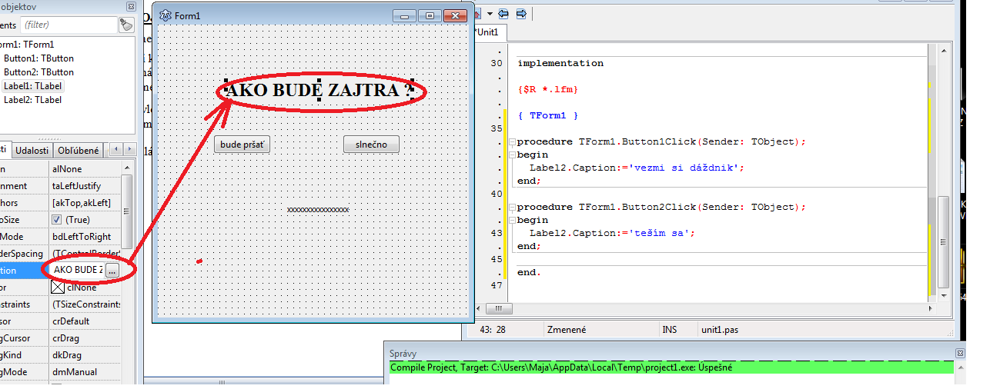 objektov
ents (filter)
orm1: TForm1
Button1: TButton
Button2: TButton
Label1: TLabel
Label2: TLabel
sti Udalosti Obľúbené
n alNone
nment taLeftJustify
hors [akTop,akLeft]
oSize (True)
Mode bdLeftToRight
derSpacing (TControlBorder
tion AKO BUDE Z ...
or clNone
straints (TSizeConstraints
sor crDefault
gCursor crDrag
gKind dkDrag
gMode dmManual
Form1
AKO BUDE ZAJTRA ?
bude pršať
slnečno
xxxxxxxxxxxxxxxx
*Unit1
30 implementation
{$R *.lfm}
{ TForm1 }
35
procedure TForm1.Button1Click(Sender: TObject);
begin
Label2.Caption:='vezmi si dáždnik';
end;
40
procedure TForm1.Button2Click(Sender: TObject);
begin
43 Label2.Caption:='teším sa';
end;
45
end.
47
43: 28 Zmenené INS unit1.pas
Správy
Compile Project, Target: C:\Users\Maja\AppData\Local\Temp\project1.exe: Úspešné